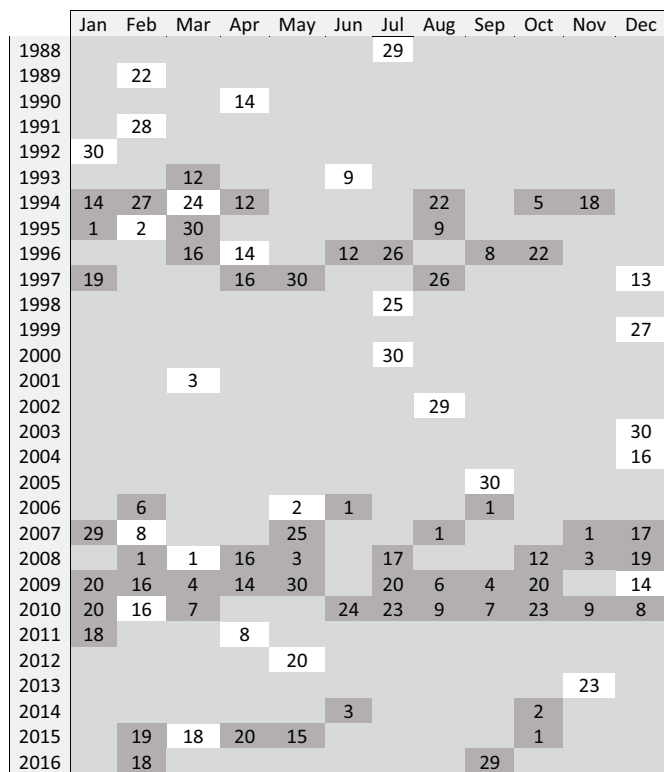 Jan Feb Mar Apr May Jun Jul Aug Sep Oct Nov Dec
1988 29
1989 22
1990 14
1991 28
1992 30
1993 12 9
1994 14 27 24 12 22 5 18
1995 1 2 30 9
1996 16 14 12 26 8 22
1997 19 16 30 26 13
1998 25
1999 27
2000 30
2001 3
2002 29
2003 30
2004 16
2005 30
2006 6 2 1 1
2007 29 8 25 1 1 17
2008 1 1 16 3 17 12 3 19
2009 20 16 4 14 30 20 6 4 20 14
2010 20 16 7 24 23 9 7 23 9 8
2011 18 8
2012 20
2013 23
2014 3 2
2015 19 18 20 15 1
2016 18 29